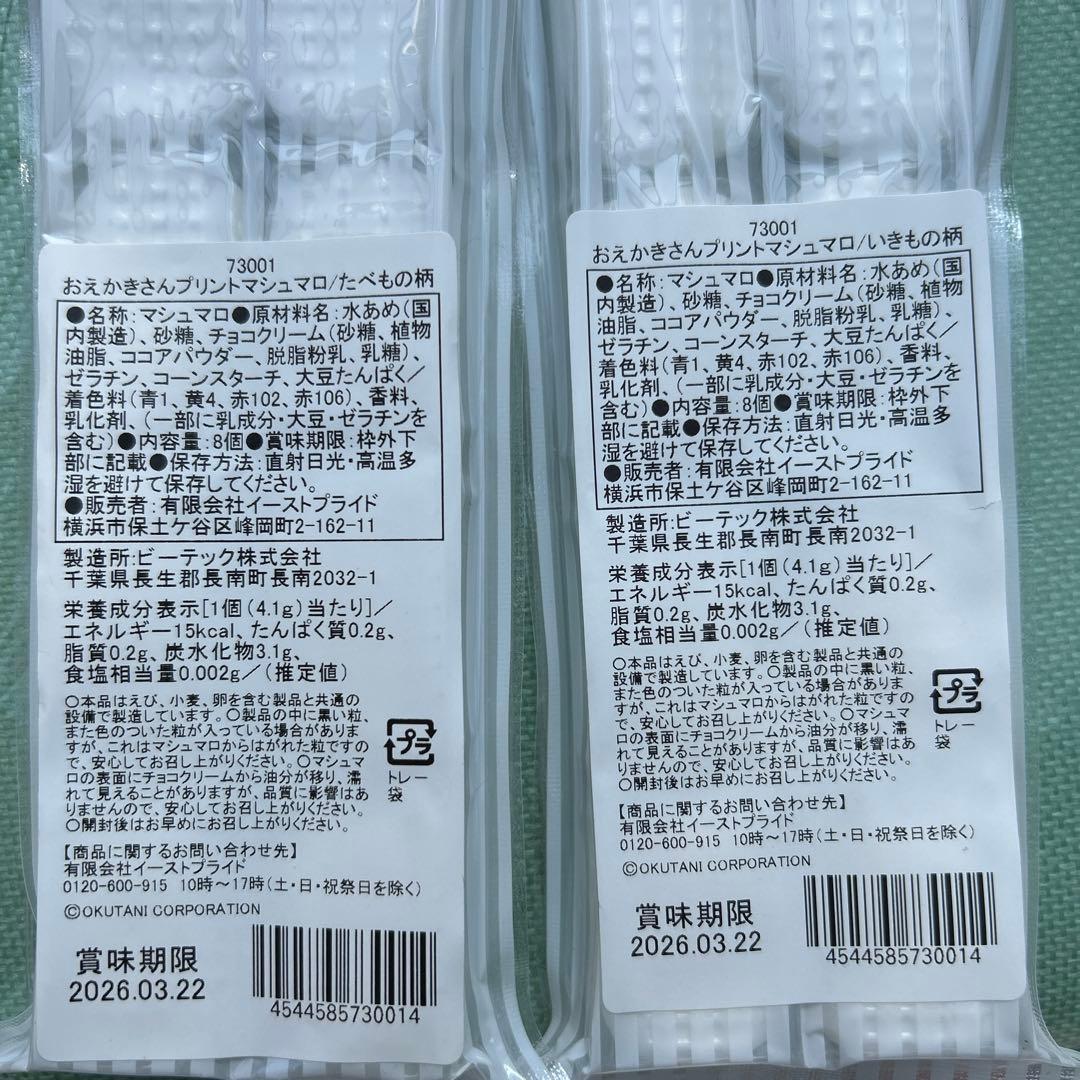 73001
おえかきさんプリントマシュマロ/たべもの柄
●名称:マシュマロ●原材料名:水あめ(国
内製造)、砂糖、チョコクリーム(砂糖、植物
油脂、ココアパウダー、脱脂粉乳、乳糖)、
ゼラチン、コーンスターチ、大豆たんぱく/
着色料(青1、黄4、赤102、赤106)、香料、
乳化剤、(一部に乳成分・大豆・ゼラチンを
含む)●内容量:8個●賞味期限:枠外下
部に記載●保存方法:直射日光・高温多
湿を避けて保存してください。
●販売者:有限会社イーストプライド
横浜市保土ケ谷区峰岡町2-162-11
製造所:ビーテック株式会社
千葉県長生郡長南町長南2032-1
栄養成分表示[1個(4.1g)当たり]/
エネルギー15kcal、たんぱく質0.2g、
脂質0.2g、炭水化物3.1g、
食塩相当量0.002g/(推定値)
○本品はえび、小麦、卵を含む製品と共通の
設備で製造しています。○製品の中に黒い粒、
また色のついた粒が入っている場合がありま
すが、これはマシュマロからはがれた粒ですの
で、安心してお召し上がりください。○マシュマ
ロの表面にチョコクリームから油分が移り、濡
れて見えることがありますが、品質に影響はあ
りませんので、安心してお召し上がりください。
○開封後はお早めにお召し上がりください。
プラ
トレー
袋
【商品に関するお問い合わせ先】
有限会社イーストプライド
0120-600-915 10時~17時(土・日・祝祭日を除く)
©OKUTANI CORPORATION
賞味期限
2026.03.22
4544585730014
73001
おえかきさんプリントマシュマロ/いきもの柄
●名称:マシュマロ●原材料名:水あめ(国
内製造)、砂糖、チョコクリーム(砂糖、植物
油脂、ココアパウダー、脱脂粉乳、乳糖)、
ゼラチン、コーンスターチ、大豆たんぱく/
着色料(青1、黄4、赤102、赤106)、香料、
乳化剤、(一部に乳成分・大豆・ゼラチンを
含む)●内容量:8個●賞味期限:枠外下
部に記載●保存方法:直射日光・高温多
湿を避けて保存してください。
●販売者:有限会社イーストプライド
横浜市保土ケ谷区峰岡町2-162-11
製造所:ビーテック株式会社
千葉県長生郡長南町長南2032-1
栄養成分表示[1個(4.1g)当たり]/
エネルギー15kcal、たんぱく質0.2g、
脂質0.2g、炭水化物3.1g、
食塩相当量0.002g/(推定値)
○本品はえび、小麦、卵を含む製品と共通の
設備で製造しています。○製品の中に黒い粒、
また色のついた粒が入っている場合がありま
すが、これはマシュマロからはがれた粒ですの
で、安心してお召し上がりください。○マシュマ
ロの表面にチョコクリームから油分が移り、濡
れて見えることがありますが、品質に影響はあ
りませんので、安心してお召し上がりください。
○開封後はお早めにお召し上がりください。
プラ
トレー
袋
【商品に関するお問い合わせ先】
有限会社イーストプライド
0120-600-915 10時~17時(土・日・祝祭日を除く)
©OKUTANI CORPORATION
賞味期限
2026.03.22
4544585730014